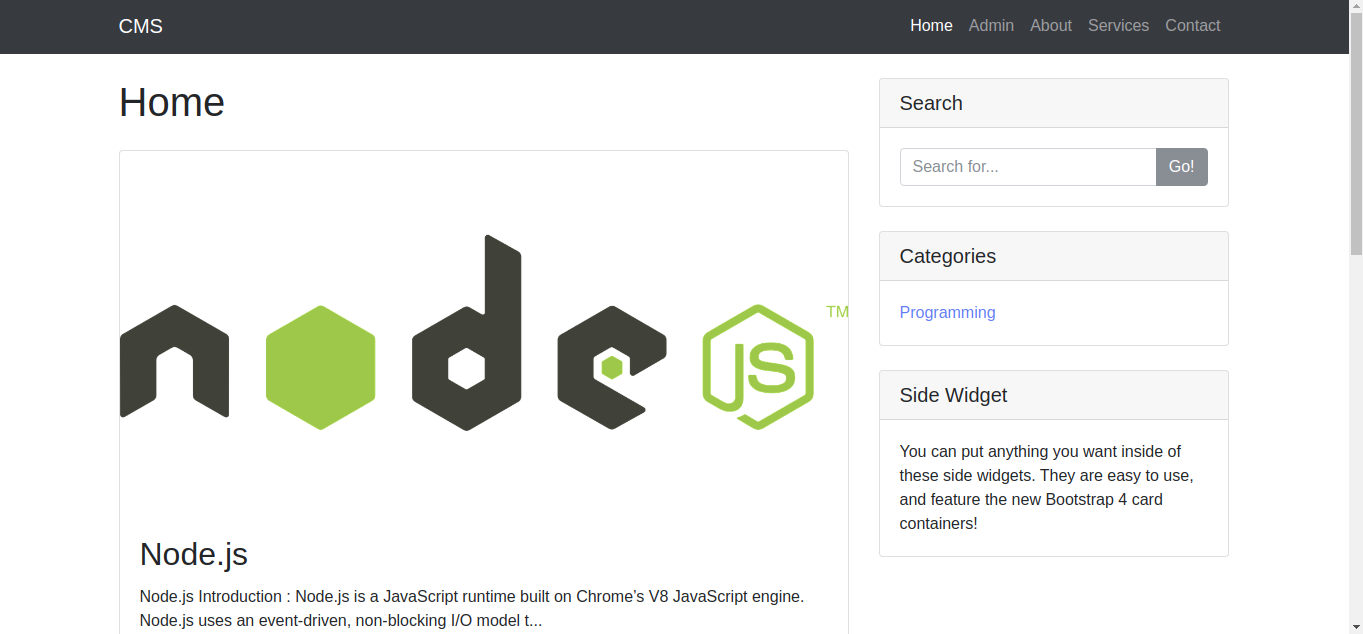 CMS
Home Admin About Services Contact
Home
node JS TM
Node.js
Node.js Introduction : Node.js is a JavaScript runtime built on Chrome’s V8 JavaScript engine.
Node.js uses an event-driven, non-blocking I/O model t...
Search
Search for... Go!
Categories
Programming
Side Widget
You can put anything you want inside of
these side widgets. They are easy to use,
and feature the new Bootstrap 4 card
containers!